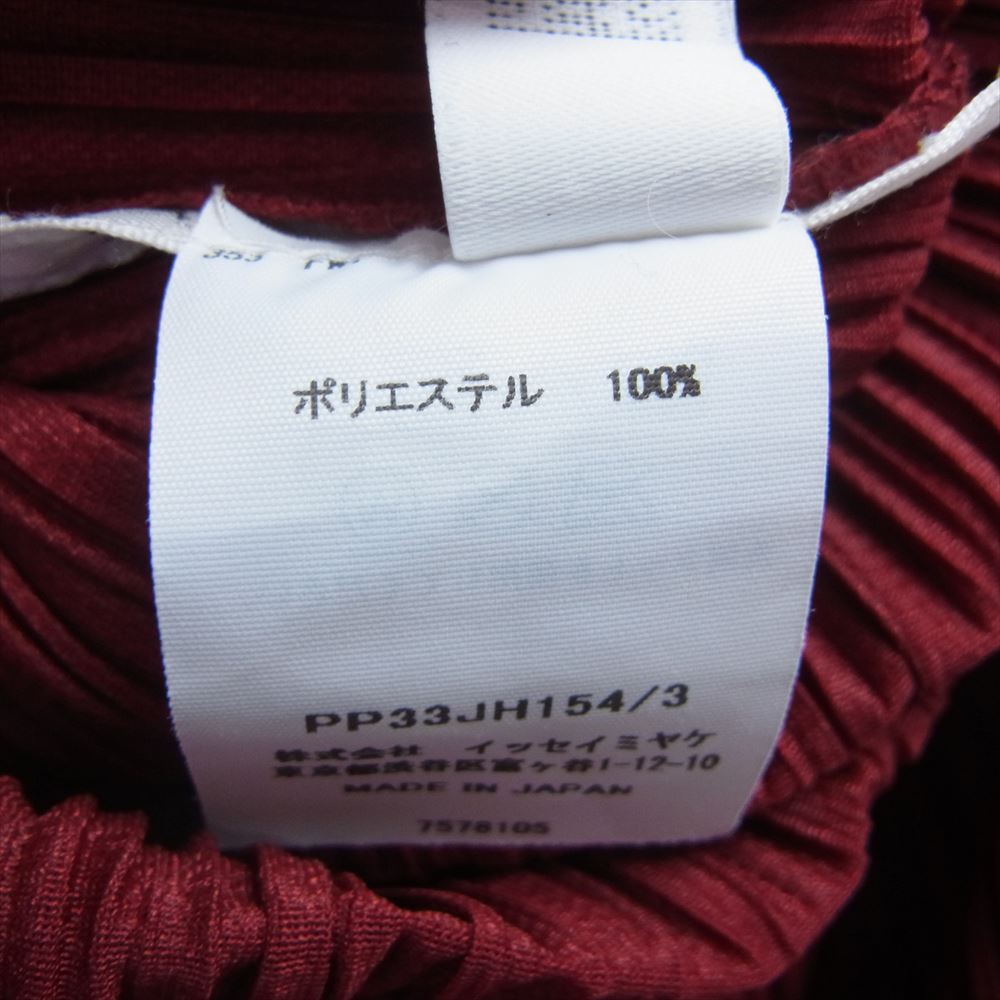 ポリエステル 100%
PP33JH154/3
株式会社 イッセイミヤケ
東京都渋谷区富ヶ谷1-12-10
MADE IN JAPAN
7578105